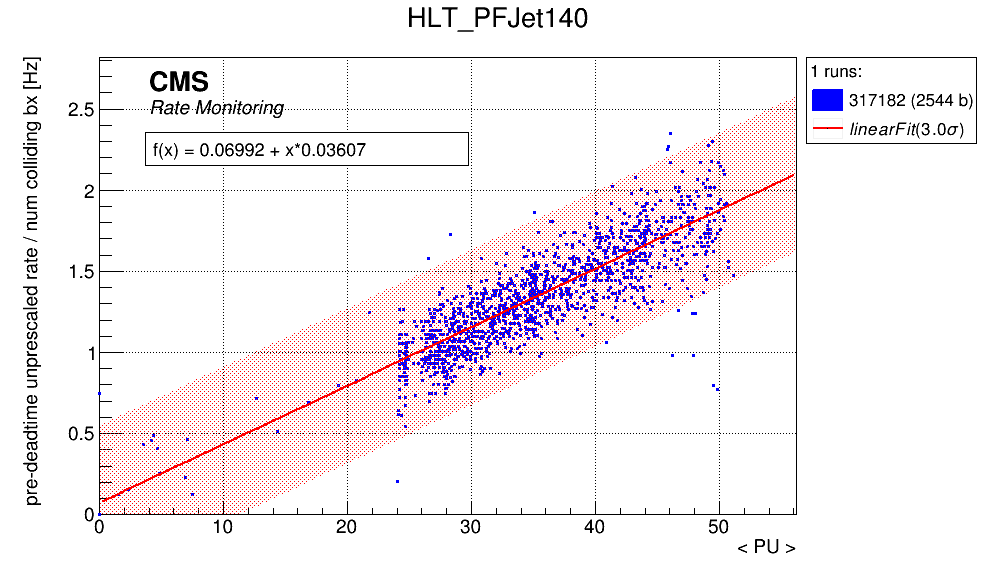 HLT_PFJet140
pre-deadtime unprescaled rate / num colliding bx [Hz]
CMS
Rate Monitoring
f(x) = 0.06992 + x*0.03607
2.5
2
1.5
1
0.5
0
0 10 20 30 40 50
< PU >
1 runs:
317182 (2544 b)
linearFit(3.0σ)